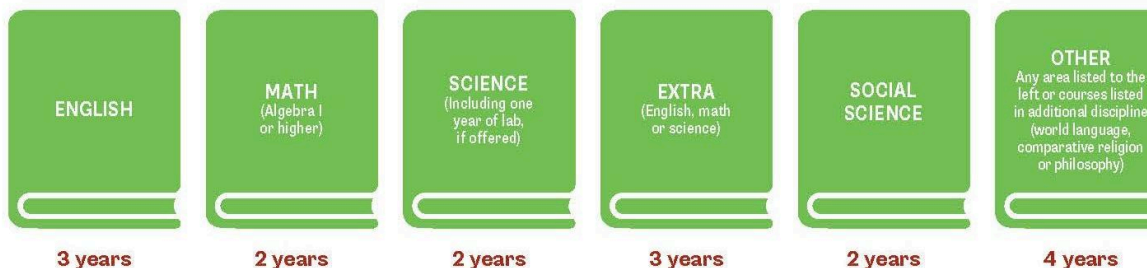 ENGLISH
3 years
MATH
(Algebra I
or higher)
2 years
SCIENCE
(Including one
year of lab,
if offered)
2 years
EXTRA
(English, math
or science)
3 years
SOCIAL
SCIENCE
2 years
OTHER
Any area listed to the
left or courses listed
in additional discipline
(world language,
comparative religion
or philosophy)
4 years